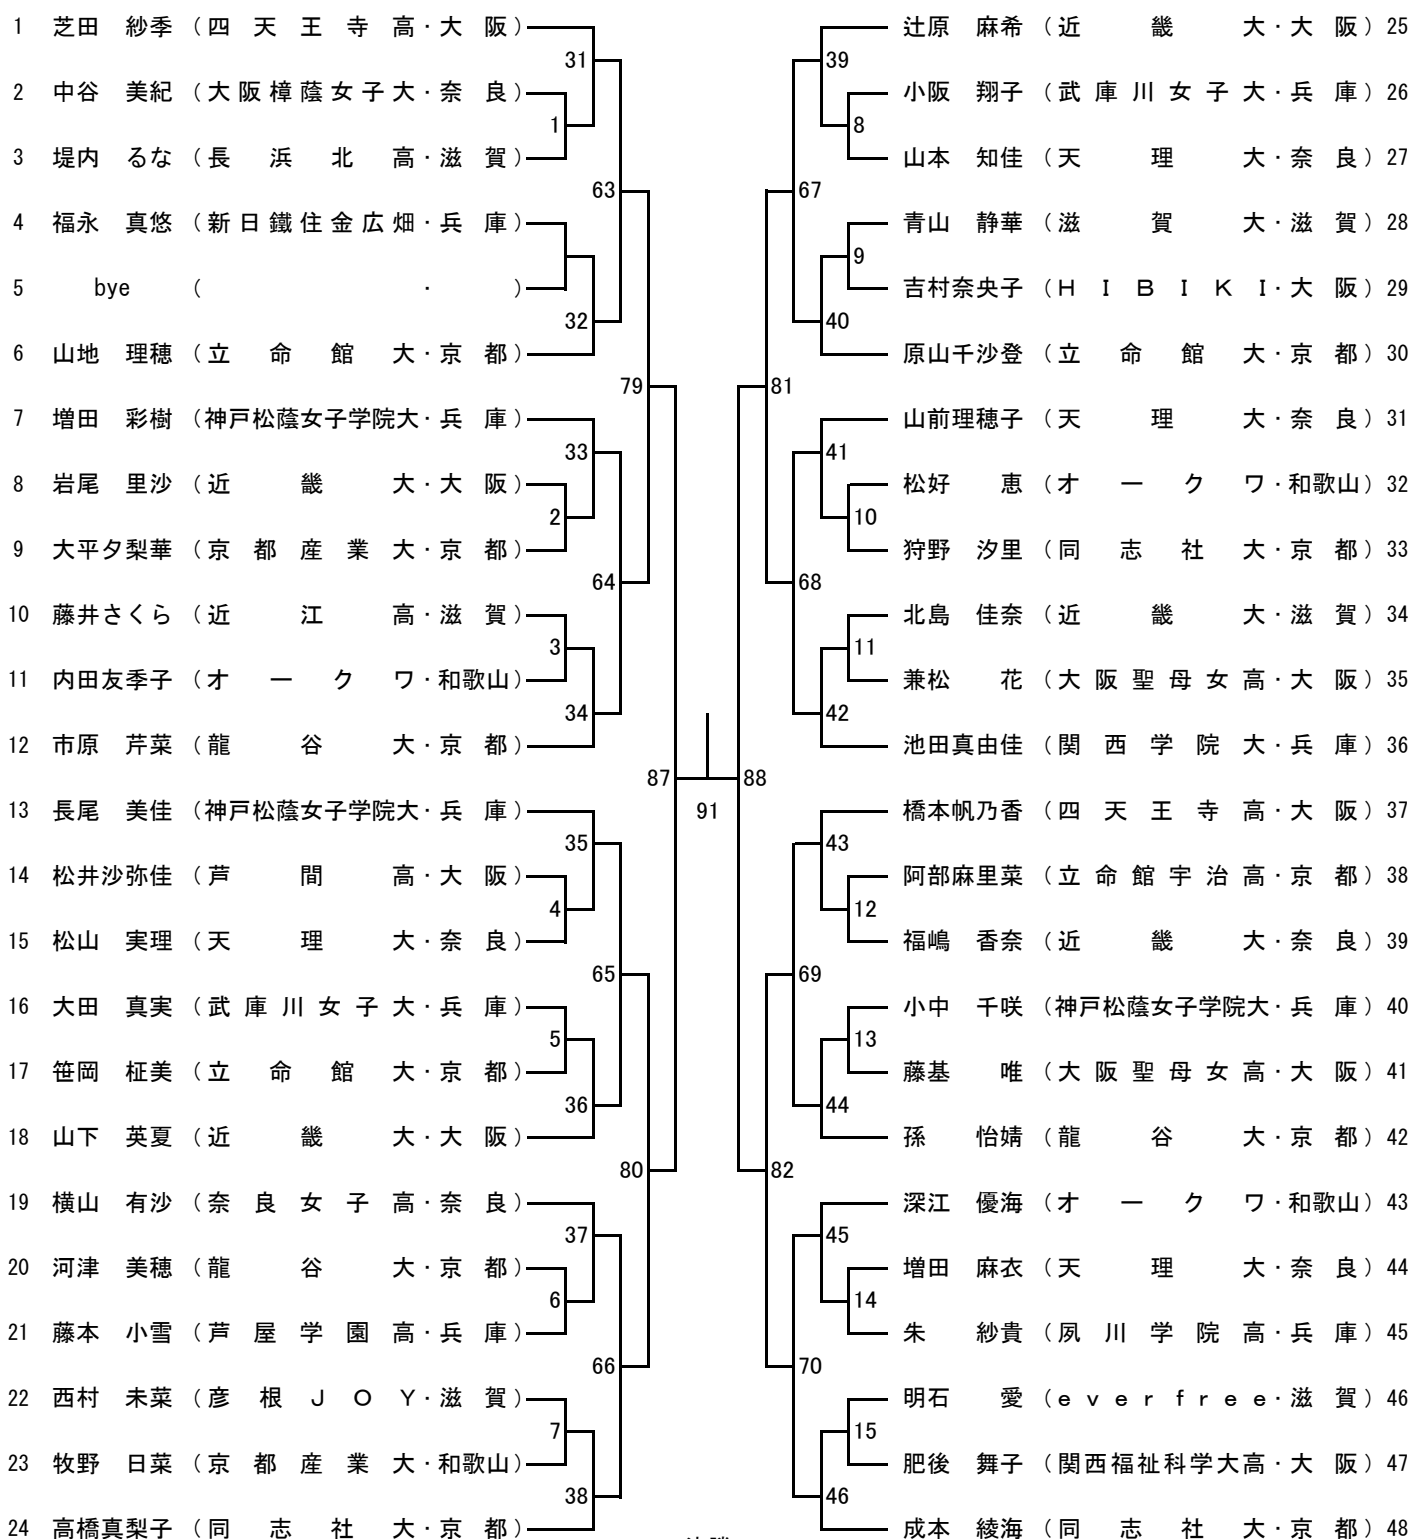 1 芝田 紗季 (四天王寺高・大阪)
31
2 中谷 美紀 (大阪樟蔭女子大・奈良)
1
3 堤内 るな (長浜北高・滋賀)
63
4 福永 真悠 (新日鐵住金広畑・兵庫)
5 bye ( ・ )
32
6 山地 理穂 (立命館大・京都)
79
7 増田 彩樹 (神戸松蔭女子学院大・兵庫)
33
8 岩尾 里沙 (近畿大・大阪)
2
9 大平夕梨華 (京都産業大・京都)
64
10 藤井さくら (近江高・滋賀)
3
11 内田友季子 (オークワ・和歌山)
34
12 市原 芹菜 (龍谷大・京都)
87
13 長尾 美佳 (神戸松蔭女子学院大・兵庫)
35
14 松井沙弥佳 (芦間高・大阪)
4
15 松山 実理 (天理大・奈良)
65
16 大田 真実 (武庫川女子大・兵庫)
5
17 笹岡 柾美 (立命館大・京都)
36
18 山下 英夏 (近畿大・大阪)
80
19 横山 有沙 (奈良女子高・奈良)
37
20 河津 美穂 (龍谷大・京都)
6
21 藤本 小雪 (芦屋学園高・兵庫)
66
22 西村 未菜 (彦根JOY・滋賀)
7
23 牧野 日菜 (京都産業大・和歌山)
38
24 高橋真梨子 (同志社大・京都)
91
辻原 麻希 (近畿大・大阪) 25
39
小阪 翔子 (武庫川女子大・兵庫) 26
8
山本 知佳 (天理大・奈良) 27
67
青山 静華 (滋賀大・滋賀) 28
9
吉村奈央子 (HIBIKI・大阪) 29
40
原山千沙登 (立命館大・京都) 30
81
山前理穂子 (天理大・奈良) 31
41
松好 恵 (オークワ・和歌山) 32
10
狩野 汐里 (同志社大・京都) 33
68
北島 佳奈 (近畿大・滋賀) 34
11
兼松 花 (大阪聖母女高・大阪) 35
42
池田真由佳 (関西学院大・兵庫) 36
88
橋本帆乃香 (四天王寺高・大阪) 37
43
阿部麻里菜 (立命館宇治高・京都) 38
12
福嶋 香奈 (近畿大・奈良) 39
69
小中 千咲 (神戸松蔭女子学院大・兵庫) 40
13
藤基 唯 (大阪聖母女高・大阪) 41
44
孫 怡婧 (龍谷大・京都) 42
82
深江 優海 (オークワ・和歌山) 43
45
増田 麻衣 (天理大・奈良) 44
14
朱 紗貴 (夙川学院高・兵庫) 45
70
明石 愛 (everfree・滋賀) 46
15
肥後 舞子 (関西福祉科学大高・大阪) 47
46
成本 綾海 (同志社大・京都) 48